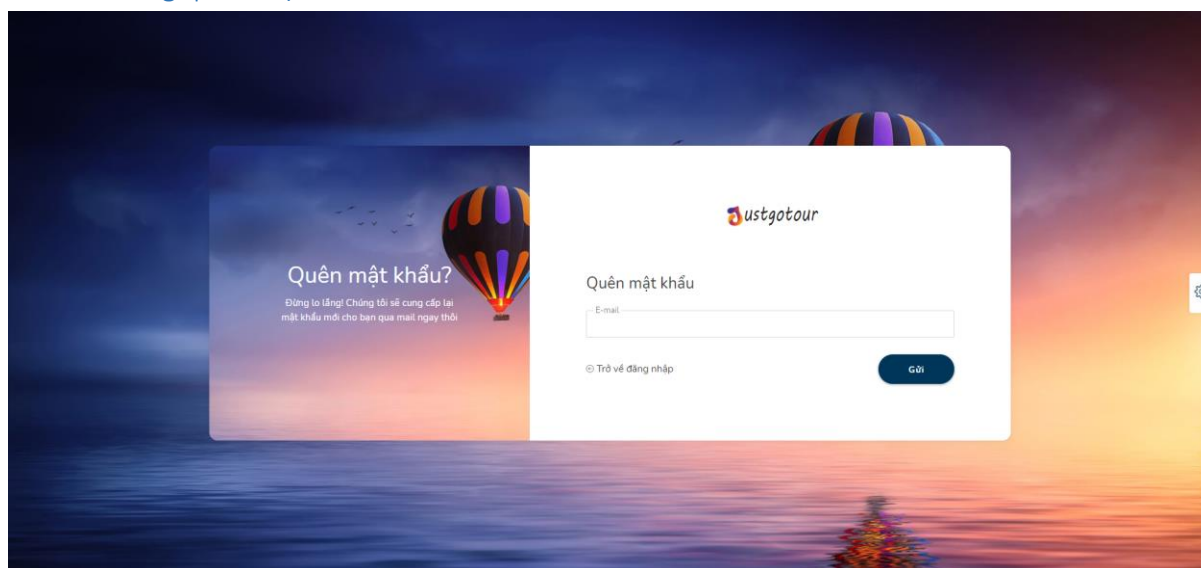 Quên mật khẩu?
Đừng lo lắng! Chúng tôi sẽ cung cấp lại
mật khẩu mới cho bạn qua mail ngay thôi
Justgotour
Quên mật khẩu
E-mail
Trở về đăng nhập
Gửi